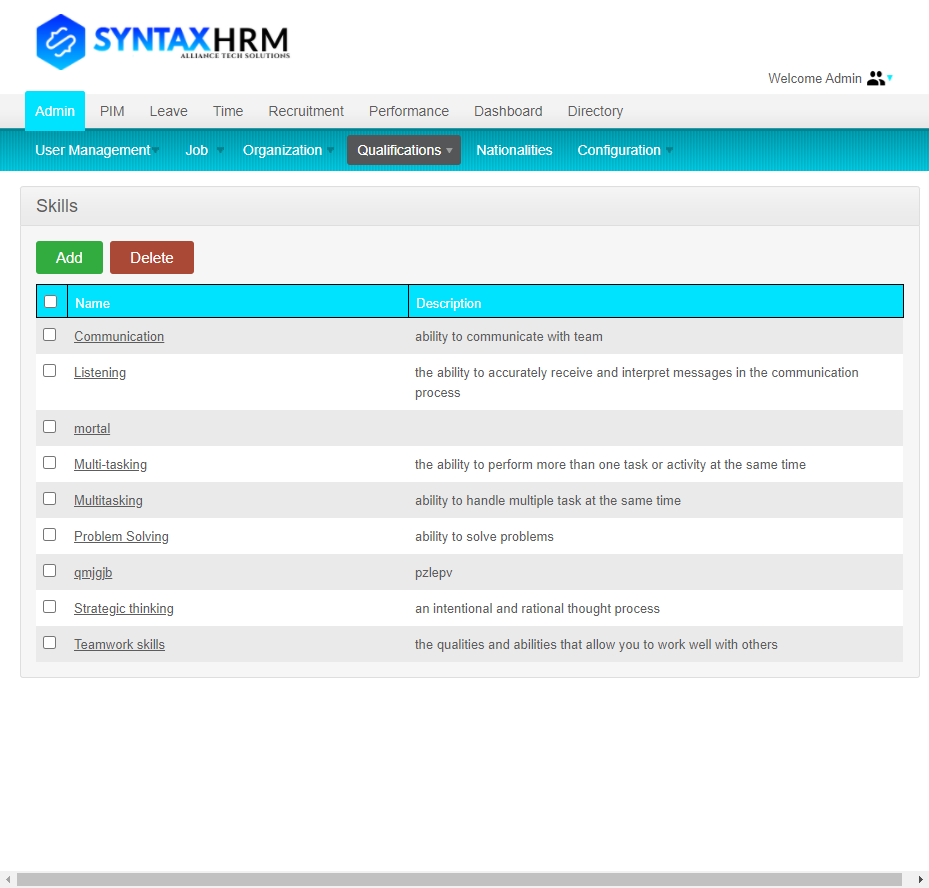 SYNTAXHRM
ALLIANCE TECH SOLUTIONS
Welcome Admin
Admin PIM Leave Time Recruitment Performance Dashboard Directory
User Management Job Organization Qualifications Nationalities Configuration
Skills
Add Delete
Name Description
Communication ability to communicate with team
Listening the ability to accurately receive and interpret messages in the communication
process
mortal
Multi-tasking the ability to perform more than one task or activity at the same time
Multitasking ability to handle multiple task at the same time
Problem Solving ability to solve problems
qmjgjb pzlepv
Strategic thinking an intentional and rational thought process
Teamwork skills the qualities and abilities that allow you to work well with others